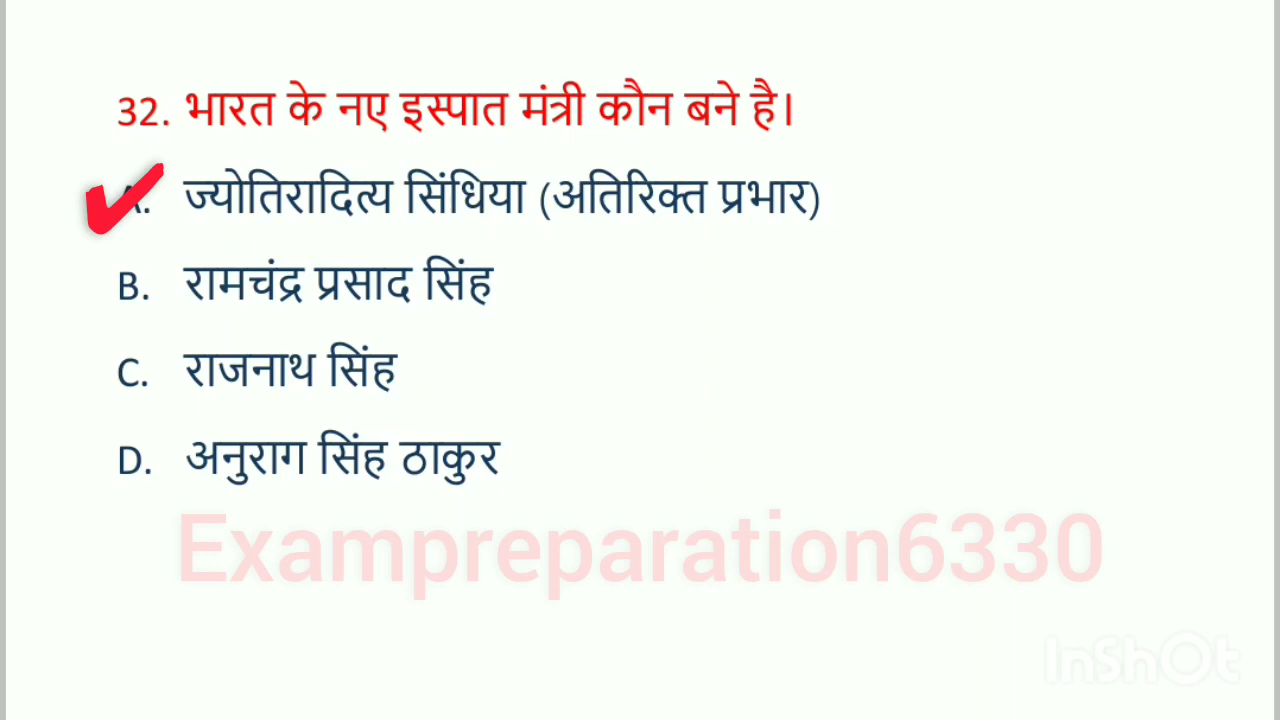 32. भारत के नए इस्पात मंत्री कौन बने है।
A. ज्योतिरादित्य सिंधिया (अतिरिक्त प्रभार)
B. रामचंद्र प्रसाद सिंह
C. राजनाथ सिंह
D. अनुराग सिंह ठाकुर
Exampreparation6330
InShOt